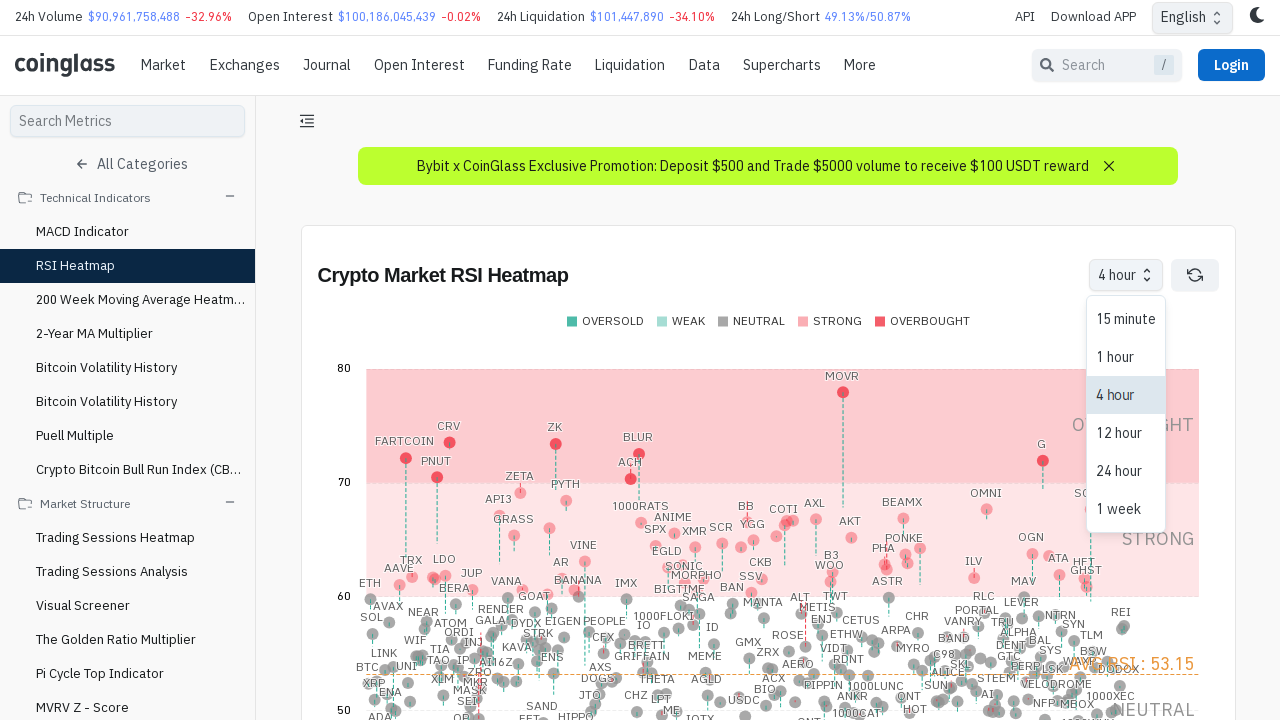 24h Volume $90,961,758,488 -32.96% Open Interest $100,186,045,439 -0.02% 24h Liquidation $101,447,890 -34.10% 24h Long/Short 49.13%/50.87% API Download APP English
coinglass Market Exchanges Journal Open Interest Funding Rate Liquidation Data Supercharts More Search / Login
Search Metrics
All Categories
Technical Indicators
MACD Indicator
RSI Heatmap
200 Week Moving Average Heatm...
2-Year MA Multiplier
Bitcoin Volatility History
Bitcoin Volatility History
Puell Multiple
Crypto Bitcoin Bull Run Index (CB...
Market Structure
Trading Sessions Heatmap
Trading Sessions Analysis
Visual Screener
The Golden Ratio Multiplier
Pi Cycle Top Indicator
MVRV Z - Score
Bybit x CoinGlass Exclusive Promotion: Deposit $500 and Trade $5000 volume to receive $100 USDT reward
Crypto Market RSI Heatmap
4 hour
15 minute
1 hour
4 hour
12 hour
24 hour
1 week
OVERSOLD WEAK NEUTRAL STRONG OVERBOUGHT
80
MOVR
CRV ZK
FARTCOIN BLUR G
PNUT ACH
70
ZETA PYTH
API3 1000RATS BB COTI AXL BEAMX OMNI
GRASS SPX ANIME XMR SCR YGG AKT
STRONG
VINE EGLD B3 PHA PONKE OGN
TRX LDO AR SONIC CKB WOO ILV ATA HFT
AAVE JUP MORPHO SSV GHST
ETH BERA VANA BANANA IMX BIGTIME BAN ASTR MAV
60
AVAX GOAT SAGA MANTA ALT TWT RLC LEVER
SOL NEAR RENDER METIS PORTAL REI
ATOM GALA DYDX EIGEN PEOPLE 1000FLOKI ENJ CETUS CHR VANRY TRU NTRN
WIF ORDI STRK CFX IO ID ROSE ETHW ARPA BAND ALPHA SYN TLM
LINK TIA INJ KAVA BRETT GMX VIDT MYRO DENT BAL
BTC UNI TAO IP AI16Z ENS GRIFFAIN MEME ZRX RDNT C98 GTC SYS BSW
AXS AERO SKL PERP LSK WAXP DODOX
AVG RSI : 53.15
XRP XLM ZRO DOGS THETA AGLD ACX PIPPIN 1000LUNC ALICE STEEM VELODROME
ENA MKR MASK JTO CHZ LPT USDC BIO ANKR QNT SUN AI NFP MBOX 1000XEC
SEI SAND ME 1000CAT HOT
50 NEUTRAL
ADA HIPPO IOTX